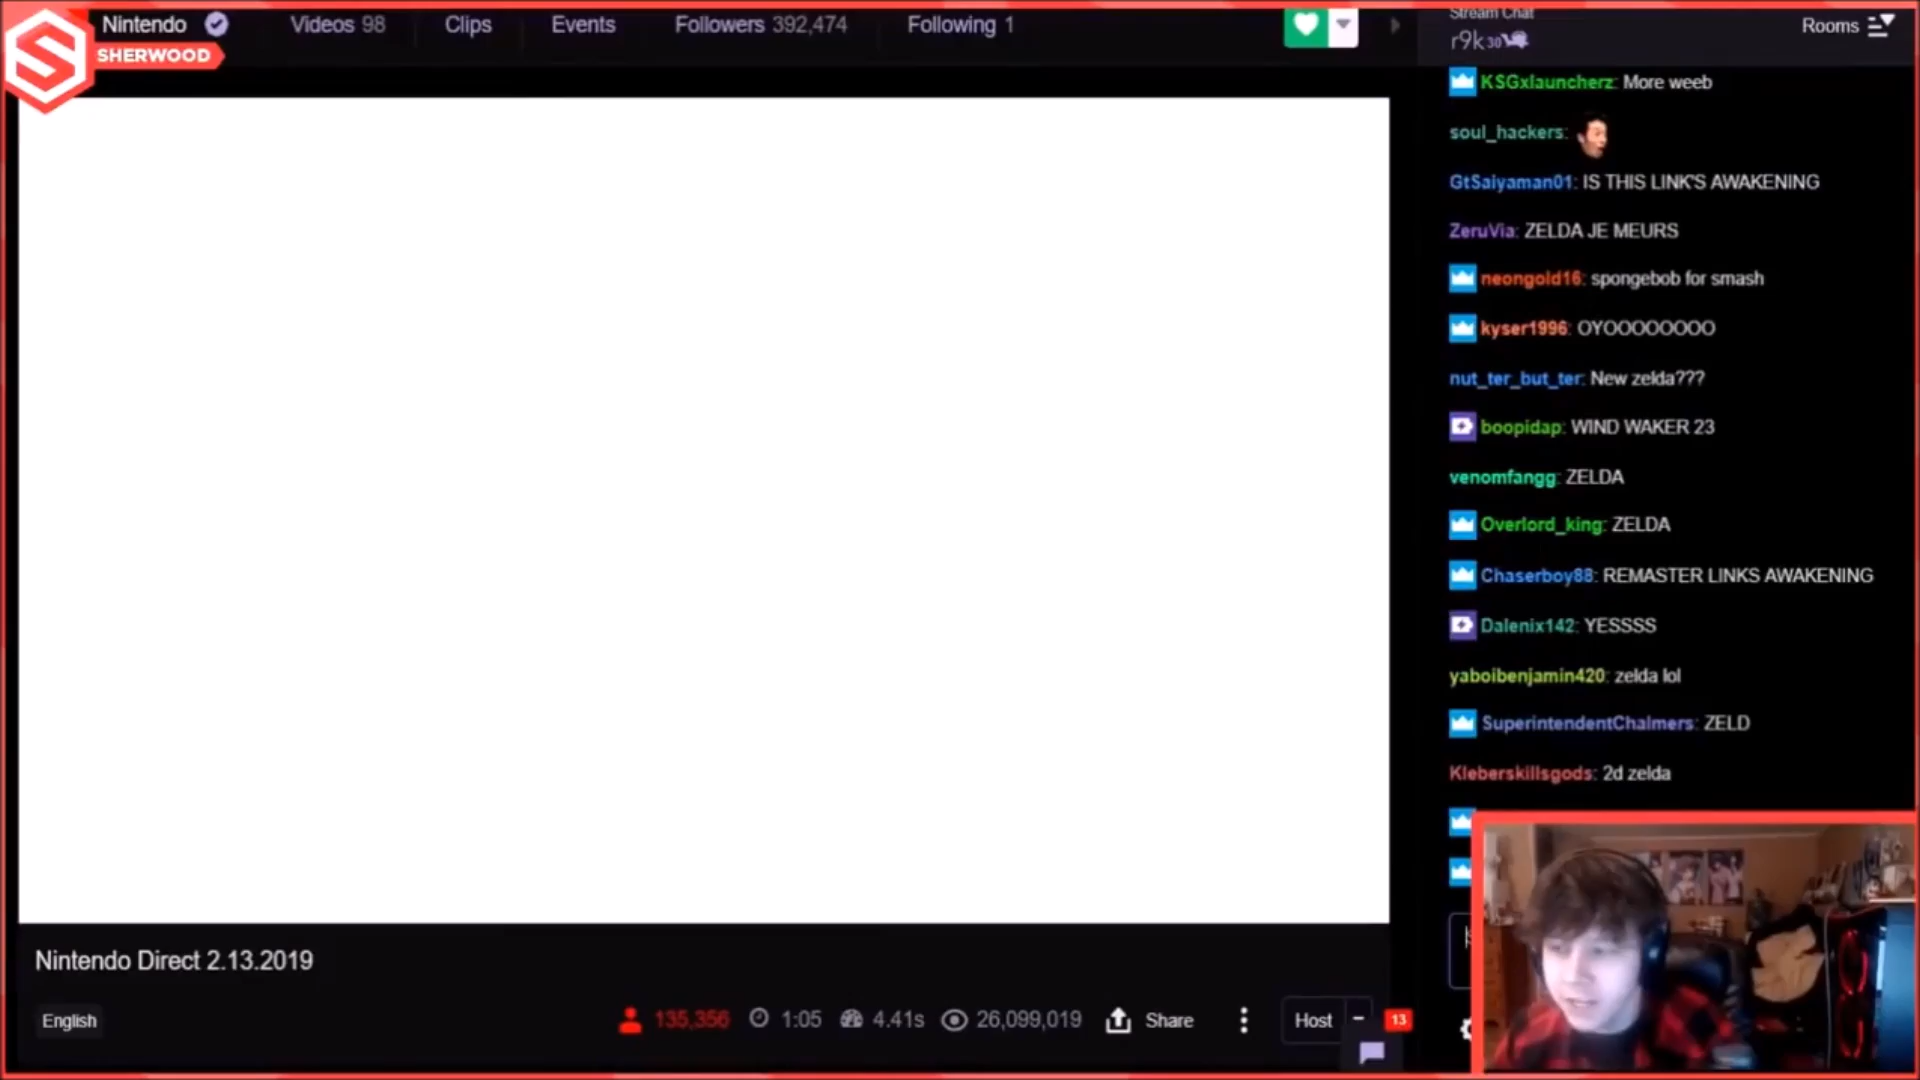 Nintendo
Videos 98
Clips
Events
Followers 392,474
Following 1
SHERWOOD
Stream Chat
r9k 30
Rooms
KSGxlauncherz: More weeb
soul_hackers:
GtSaiyaman01: IS THIS LINK'S AWAKENING
ZeruVia: ZELDA JE MEURS
neongold16: spongebob for smash
kyser1996: OYOOOOOOOO
nut_ter_but_ter: New zelda???
boopidap: WIND WAKER 23
venomfangg: ZELDA
Overlord_king: ZELDA
Chaserboy88: REMASTER LINKS AWAKENING
Dalenix142: YESSSS
yaboibenjamin420: zelda lol
SuperintendentChalmers: ZELD
Kleberskillsgods: 2d zelda
Nintendo Direct 2.13.2019
English
135,356
1:05
4.41s
26,099,019
Share
Host
13